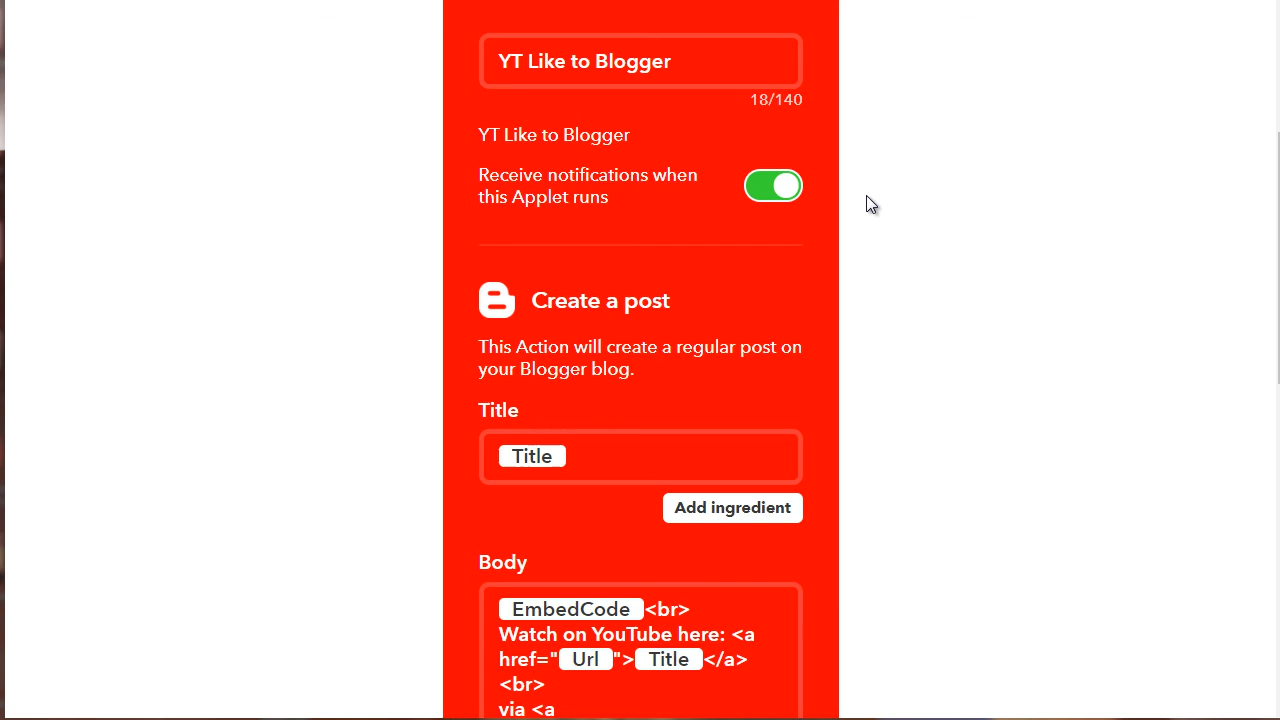 YT Like to Blogger
18/140
YT Like to Blogger
Receive notifications when
this Applet runs
Create a post
This Action will create a regular post on
your Blogger blog.
Title
Title
Add ingredient
Body
EmbedCode<br>
Watch on YouTube here: <a
href="Url">Title</a>
<br>
via <a